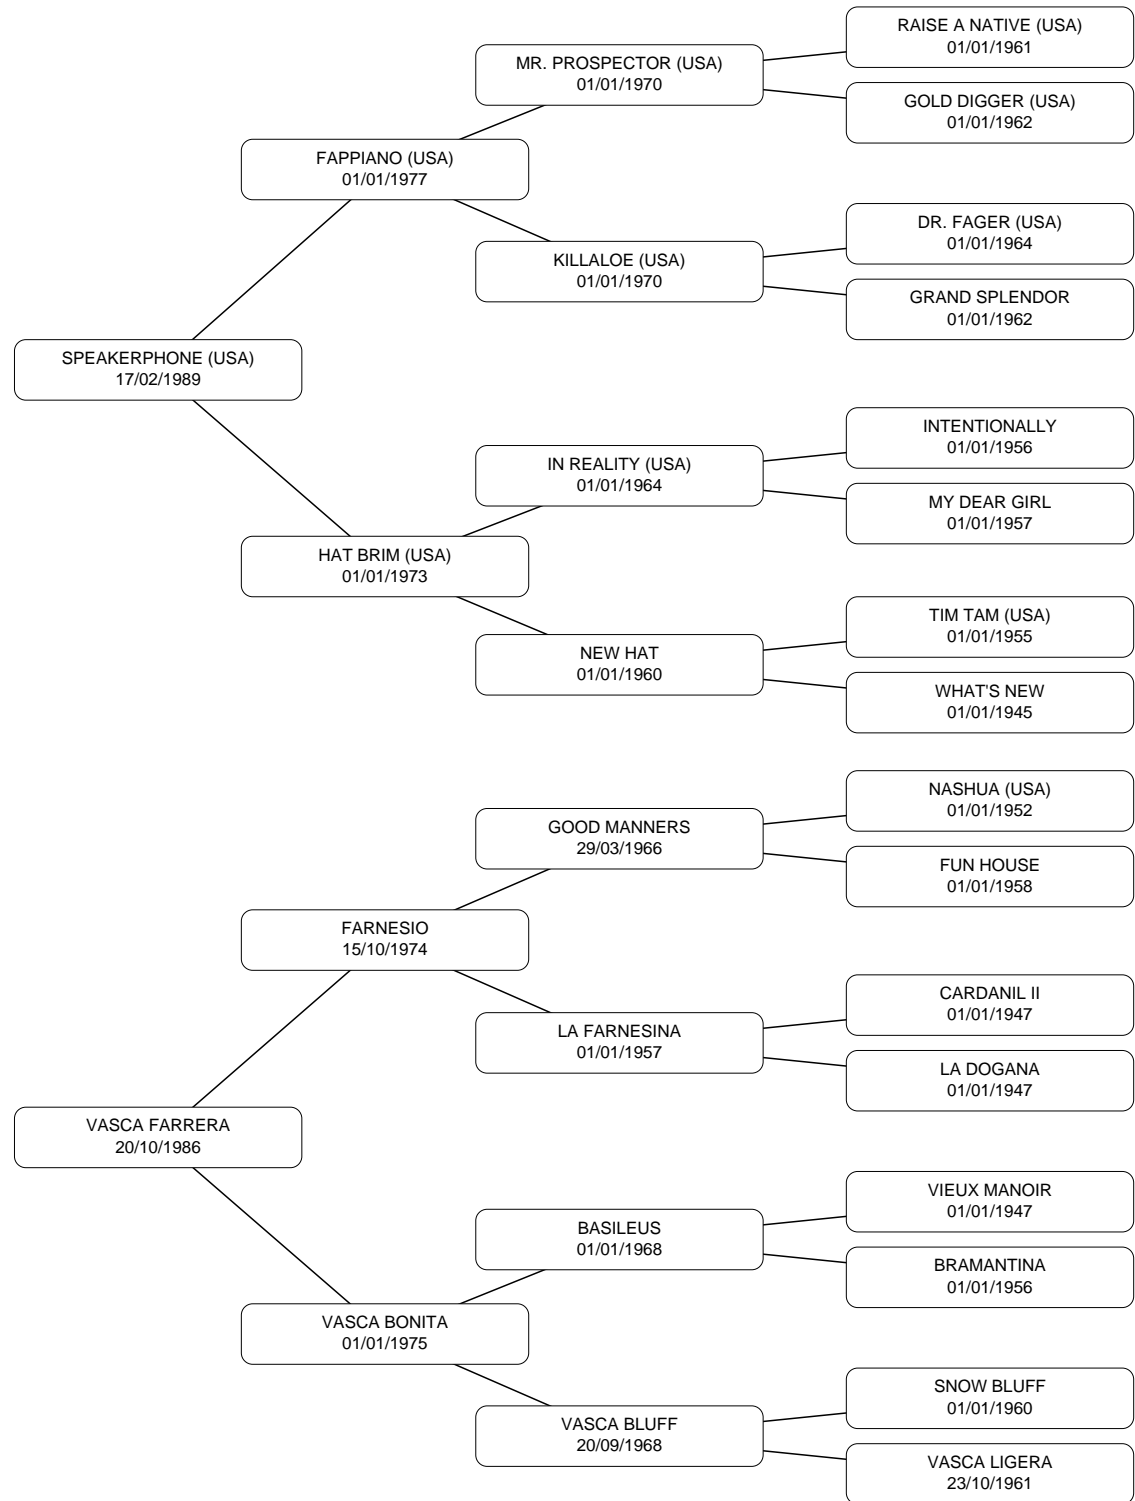 RAISE A NATIVE (USA)
01/01/1961
MR. PROSPECTOR (USA)
01/01/1970
GOLD DIGGER (USA)
01/01/1962
FAPPIANO (USA)
01/01/1977
DR. FAGER (USA)
01/01/1964
KILLALOE (USA)
01/01/1970
GRAND SPLENDOR
01/01/1962
SPEAKERPHONE (USA)
17/02/1989
INTENTIONALLY
01/01/1956
IN REALITY (USA)
01/01/1964
MY DEAR GIRL
01/01/1957
HAT BRIM (USA)
01/01/1973
TIM TAM (USA)
01/01/1955
NEW HAT
01/01/1960
WHAT'S NEW
01/01/1945
NASHUA (USA)
01/01/1952
GOOD MANNERS
29/03/1966
FUN HOUSE
01/01/1958
FARNESIO
15/10/1974
CARDANIL II
01/01/1947
LA FARNESINA
01/01/1957
LA DOGANA
01/01/1947
VASCA FARRERA
20/10/1986
VIEUX MANOIR
01/01/1947
BASILEUS
01/01/1968
BRAMANTINA
01/01/1956
VASCA BONITA
01/01/1975
SNOW BLUFF
01/01/1960
VASCA BLUFF
20/09/1968
VASCA LIGERA
23/10/1961